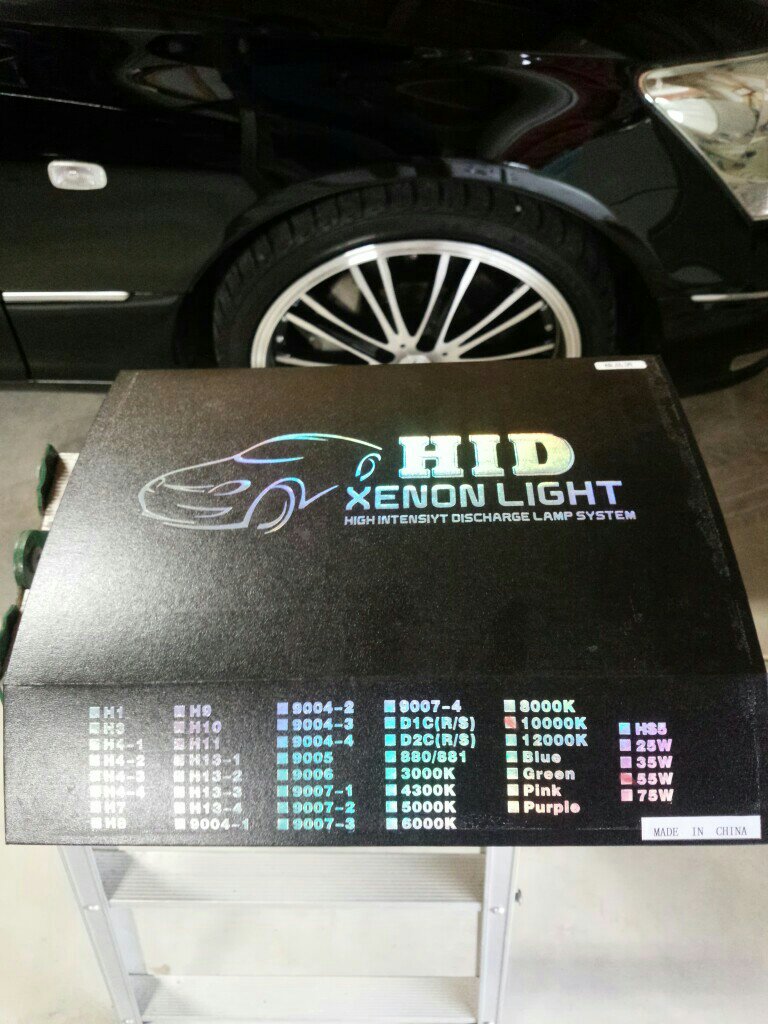 HID
XENON LIGHT
HIGH INTENSIYT DISCHARGE LAMP SYSTEM
H1
H3
H4-1
H4-2
H4-3
H4-4
H7
H8
H9
H10
H11
H13-1
H13-2
H13-3
H13-4
9004-1
9004-2
9004-3
9004-4
9005
9006
9007-1
9007-2
9007-3
9007-4
D1C(R/S)
D2C(R/S)
880/881
3000K
4300K
5000K
6000K
8000K
10000K
12000K
Blue
Green
Pink
Purple
HS5
25W
35W
55W
75W
MADE IN CHINA